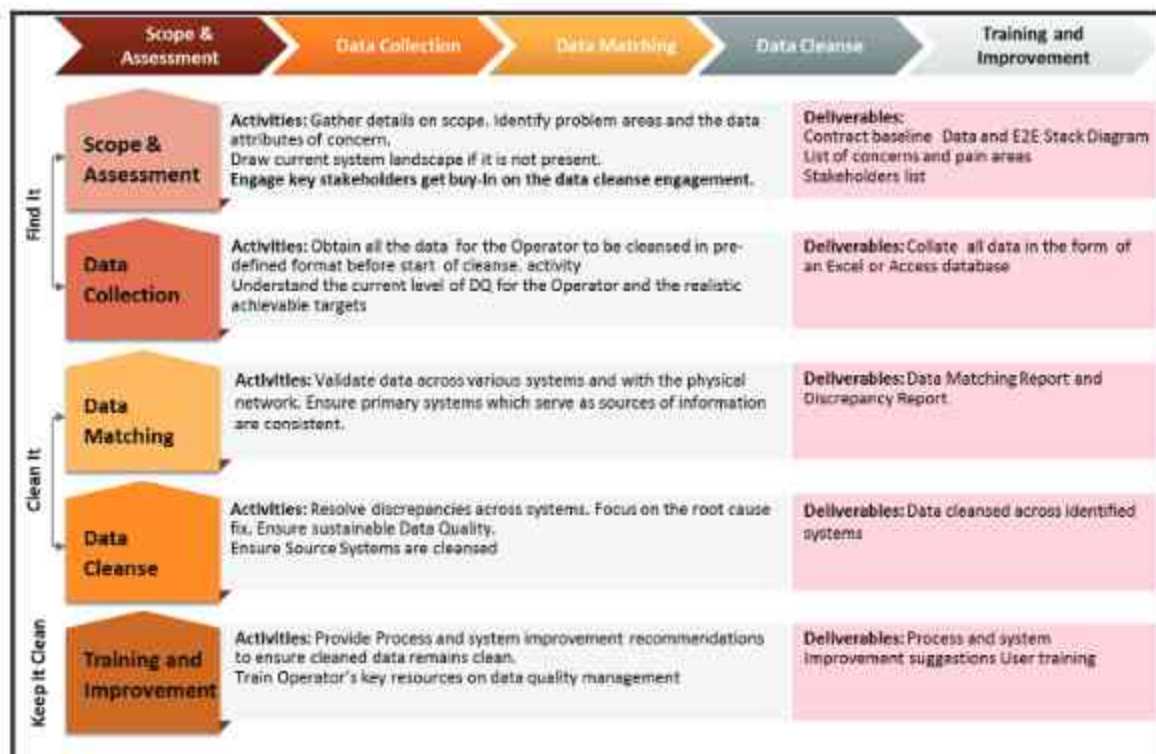 Scope &
Assessment
Data Collection
Data Matching
Data Cleanse
Training and
Improvement
Find It
Scope &
Assessment
Activities: Gather details on scope. Identify problem areas and the data
attributes of concern.
Draw current system landscape if it is not present.
Engage key stakeholders get buy-In on the data cleanse engagement.
Deliverables:
Contract baseline Data and E2E Stack Diagram
List of concerns and pain areas
Stakeholders list
Data
Collection
Activities: Obtain all the data for the Operator to be cleansed in pre-
defined format before start of cleanse. activity
Understand the current level of DQ for the Operator and the realistic
achievable targets
Deliverables: Collate all data in the form of
an Excel or Access database
Clean It
Data
Matching
Activities: Validate data across various systems and with the physical
network. Ensure primary systems which serve as sources of information
are consistent.
Deliverables: Data Matching Report and
Discrepancy Report
Data
Cleanse
Activities: Resolve discrepancies across systems. Focus on the root cause
fix. Ensure sustainable Data Quality.
Ensure Source Systems are cleansed
Deliverables: Data cleansed across identified
systems
Keep It Clean
Training and
Improvement
Activities: Provide Process and system improvement recommendations
to ensure cleaned data remains clean.
Train Operator's key resources on data quality management
Deliverables: Process and system
Improvement suggestions User training